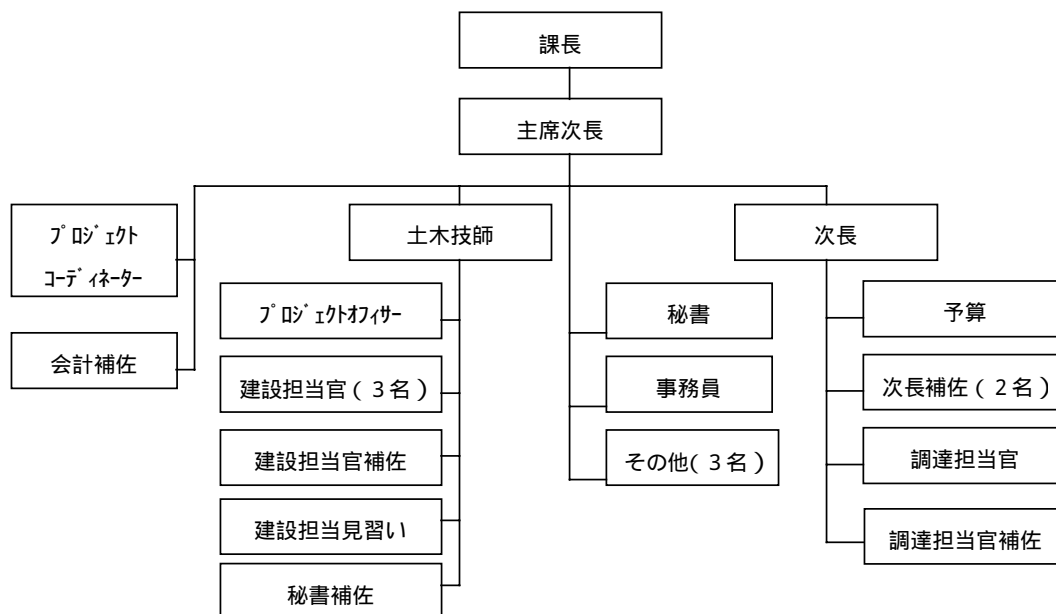 課長
主席次長
プロジェクト
コーディネーター
会計補佐
土木技師
プロジェクトオフィサー
建設担当官(3名)
建設担当官補佐
建設担当見習い
秘書補佐
秘書
事務員
その他(3名)
次長
予算
次長補佐(2名)
調達担当官
調達担当官補佐